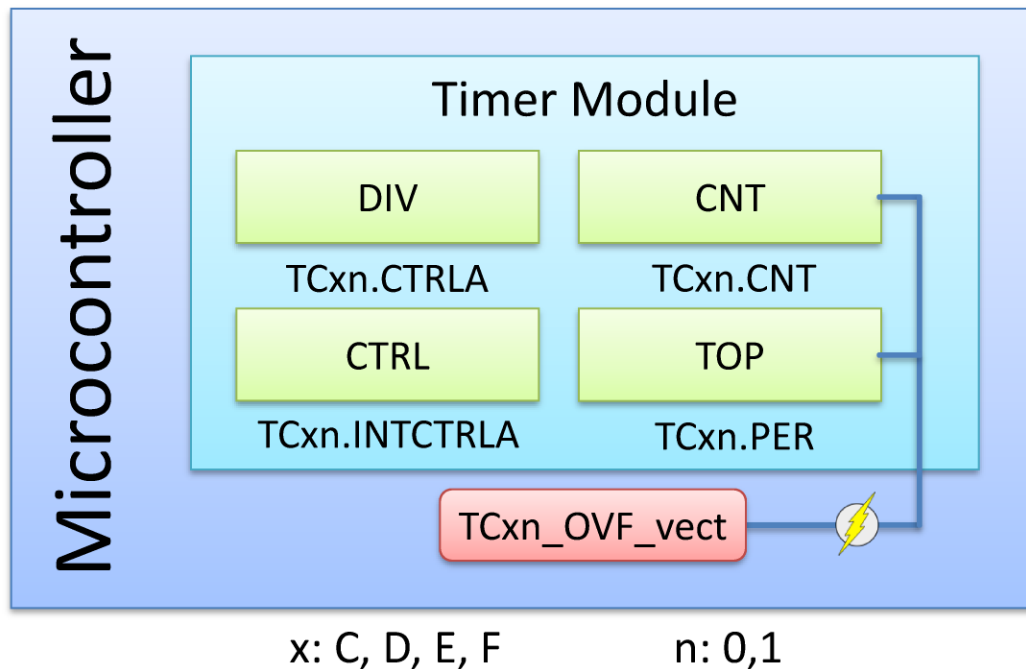 Microcontroller
Timer Module
DIV
CNT
TCxn.CTRLA
TCxn.CNT
CTRL
TOP
TCxn.INTCTRLA
TCxn.PER
TCxn_OVF_vect
x: C, D, E, F
n: 0,1